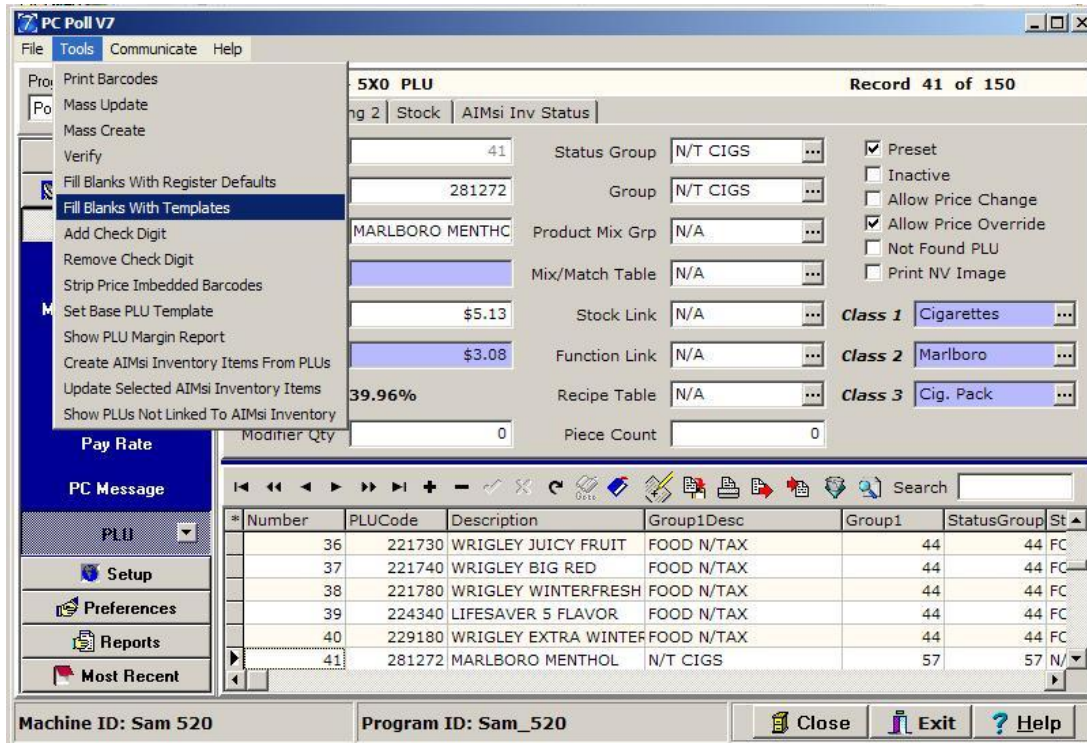 PC Poll V7
File Tools Communicate Help
Print Barcodes
Mass Update
Mass Create
Verify
Fill Blanks With Register Defaults
Fill Blanks With Templates
Add Check Digit
Remove Check Digit
Strip Price Imbedded Barcodes
Set Base PLU Template
Show PLU Margin Report
Create AIMsi Inventory Items From PLUs
Update Selected AIMsi Inventory Items
Show PLUs Not Linked To AIMsi Inventory
5X0 PLU Record 41 of 150
ng 2 Stock AIMsi Inv Status
41 Status Group N/T CIGS ... Preset
Inactive
281272 Group N/T CIGS ... Allow Price Change
MARLBORO MENTHO Product Mix Grp N/A ... Allow Price Override
Not Found PLU
Mix/Match Table N/A ... Print NV Image
$5.13 Stock Link N/A ... Class 1 Cigarettes ...
$3.08 Function Link N/A ... Class 2 Marlboro ...
39.96% Recipe Table N/A ... Class 3 Cig. Pack ...
Modifier Qty 0 Piece Count 0
Pay Rate
PC Message
PLU
Setup
Preferences
Reports
Most Recent
Search
* Number PLUCode Description Group1Desc Group1 StatusGroup St
36 221730 WRIGLEY JUICY FRUIT FOOD N/TAX 44 44 FO
37 221740 WRIGLEY BIG RED FOOD N/TAX 44 44 FO
38 221780 WRIGLEY WINTERFRESH FOOD N/TAX 44 44 FO
39 224340 LIFESAVER 5 FLAVOR FOOD N/TAX 44 44 FO
40 229180 WRIGLEY EXTRA WINTER FOOD N/TAX 44 44 FO
41 281272 MARLBORO MENTHOL N/T CIGS 57 57 N/
Machine ID: Sam 520 Program ID: Sam_520 Close Exit ? Help